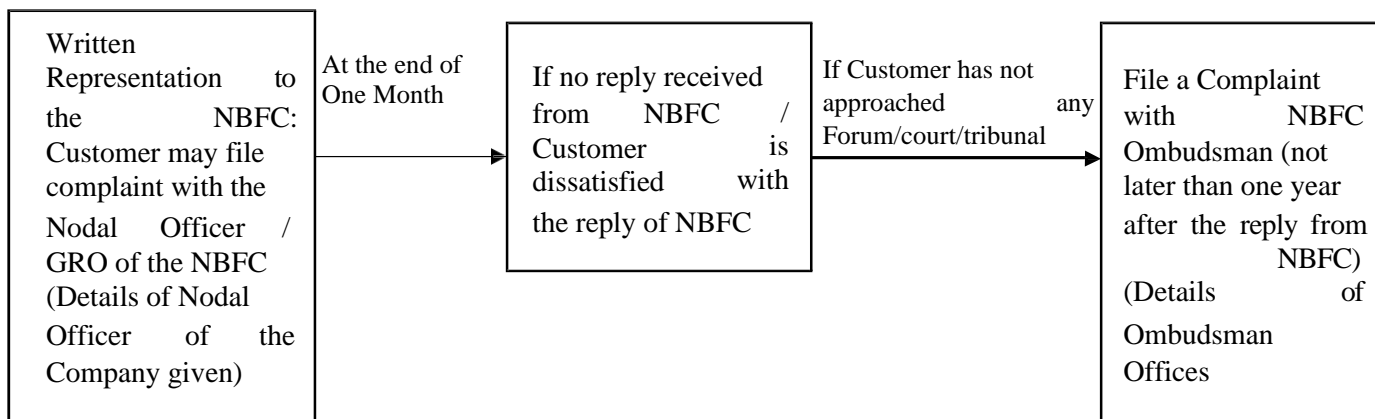 Written
Representation to
the NBFC:
Customer may file
complaint with the
Nodal Officer /
GRO of the NBFC
(Details of Nodal
Officer of the
Company given)
At the end of
One Month
If no reply received
from NBFC /
Customer is
dissatisfied with
the reply of NBFC
If Customer has not
approached any
Forum/court/tribunal
File a Complaint
with NBFC
Ombudsman (not
later than one year
after the reply from
NBFC)
(Details of
Ombudsman
Offices